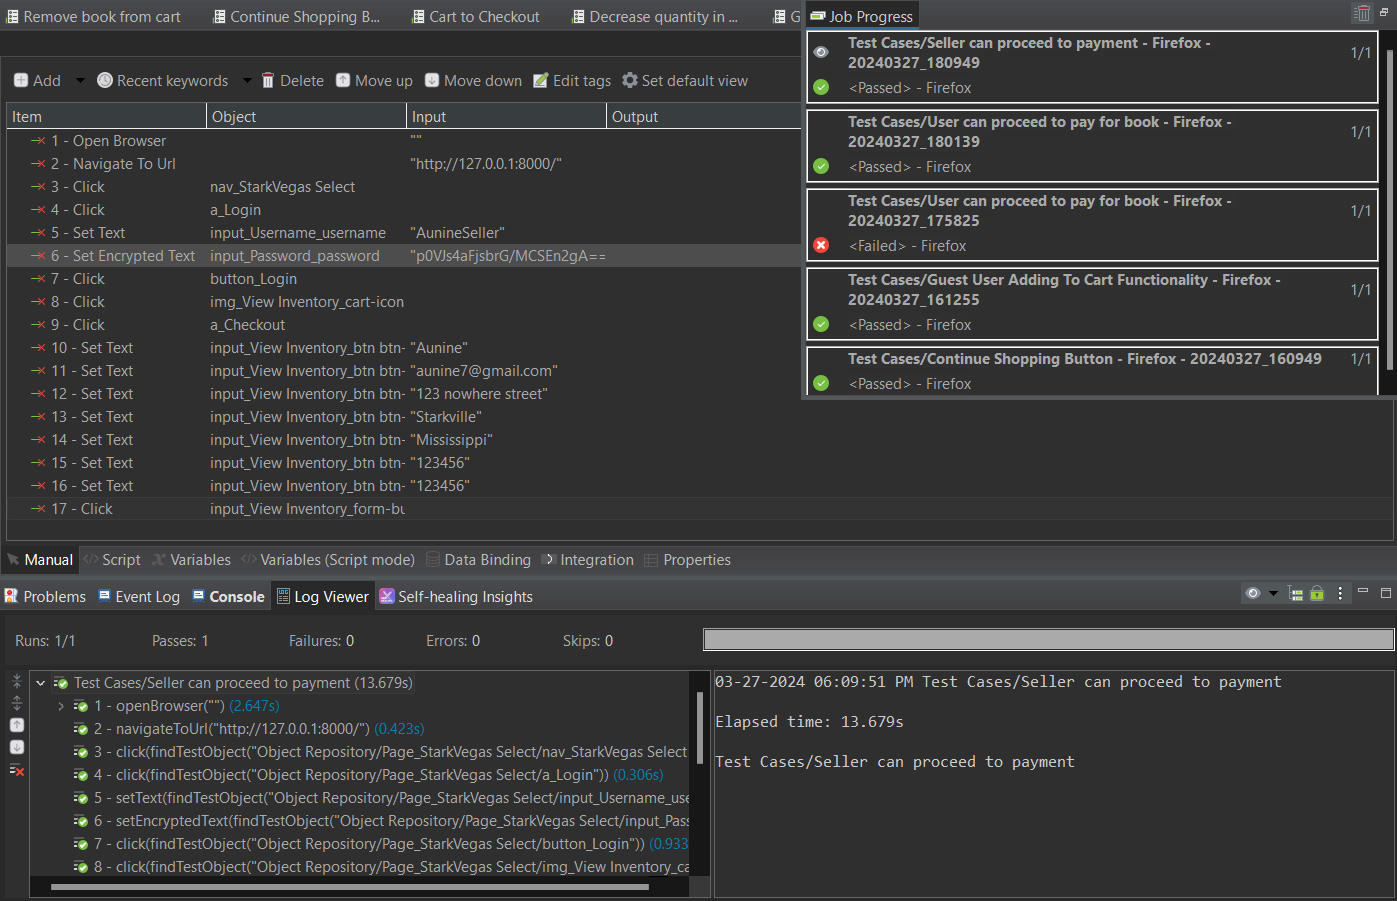 Remove book from cart
Continue Shopping B...
Cart to Checkout
Decrease quantity in ...
G
Job Progress
Test Cases/Seller can proceed to payment - Firefox -
20240327_180949
1/1
<Passed> - Firefox
Test Cases/User can proceed to pay for book - Firefox -
20240327_180139
1/1
<Passed> - Firefox
Test Cases/User can proceed to pay for book - Firefox -
20240327_175825
1/1
<Failed> - Firefox
Test Cases/Guest User Adding To Cart Functionality - Firefox -
20240327_161255
1/1
<Passed> - Firefox
Test Cases/Continue Shopping Button - Firefox - 20240327_160949
1/1
<Passed> - Firefox
Add Recent keywords Delete Move up Move down Edit tags Set default view
Item Object Input Output
1 - Open Browser ""
2 - Navigate To Url "http://127.0.0.1:8000/"
3 - Click nav_StarkVegas Select
4 - Click a_Login
5 - Set Text input_Username_username "AunineSeller"
6 - Set Encrypted Text input_Password_password "p0VJs4aFjsbrG/MCSEn2gA==
7 - Click button_Login
8 - Click img_View Inventory_cart-icon
9 - Click a_Checkout
10 - Set Text input_View Inventory_btn btn- "Aunine"
11 - Set Text input_View Inventory_btn btn- "aunine7@gmail.com"
12 - Set Text input_View Inventory_btn btn- "123 nowhere street"
13 - Set Text input_View Inventory_btn btn- "Starkville"
14 - Set Text input_View Inventory_btn btn- "Mississippi"
15 - Set Text input_View Inventory_btn btn- "123456"
16 - Set Text input_View Inventory_btn btn- "123456"
17 - Click input_View Inventory_form-bu
Manual Script Variables Variables (Script mode) Data Binding Integration Properties
Problems Event Log Console Log Viewer Self-healing Insights
Runs: 1/1 Passes: 1 Failures: 0 Errors: 0 Skips: 0
Test Cases/Seller can proceed to payment (13.679s)
1 - openBrowser("") (2.647s)
2 - navigateToUrl("http://127.0.0.1:8000/") (0.423s)
3 - click(findTestObject("Object Repository/Page_StarkVegas Select/nav_StarkVegas Select
4 - click(findTestObject("Object Repository/Page_StarkVegas Select/a_Login")) (0.306s)
5 - setText(findTestObject("Object Repository/Page_StarkVegas Select/input_Username_use
6 - setEncryptedText(findTestObject("Object Repository/Page_StarkVegas Select/input_Pas
7 - click(findTestObject("Object Repository/Page_StarkVegas Select/button_Login")) (0.933
8 - click(findTestObject("Object Repository/Page_StarkVegas Select/img_View Inventory_ca
03-27-2024 06:09:51 PM Test Cases/Seller can proceed to payment
Elapsed time: 13.679s
Test Cases/Seller can proceed to payment